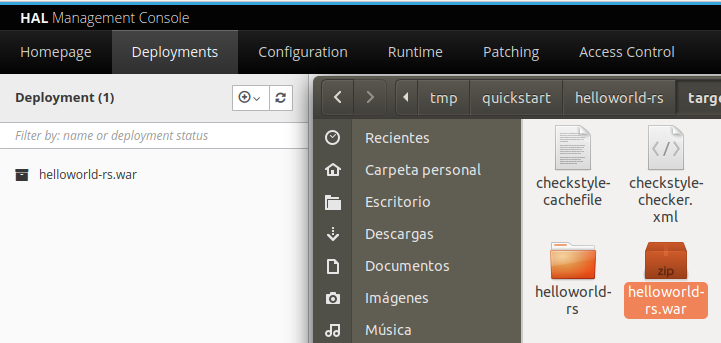 HAL Management Console
Homepage Deployments Configuration Runtime Patching Access Control
Deployment (1)
Filter by: name or deployment status
helloworld-rs.war
tmp quickstart helloworld-rs targe
Recientes
Carpeta personal
Escritorio
Descargas
Documentos
Imágenes
Música
checkstyle-
cachefile
checkstyle-
checker.
xml
helloworld-
rs
zip
helloworld-
rs.war